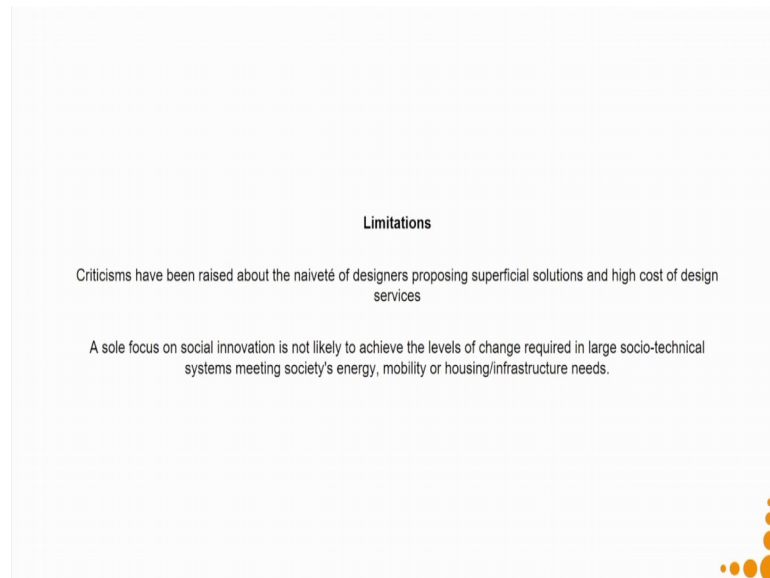 Limitations
Criticisms have been raised about the naiveté of designers proposing superficial solutions and high cost of design
services
A sole focus on social innovation is not likely to achieve the levels of change required in large socio-technical
systems meeting society's energy, mobility or housing/infrastructure needs.